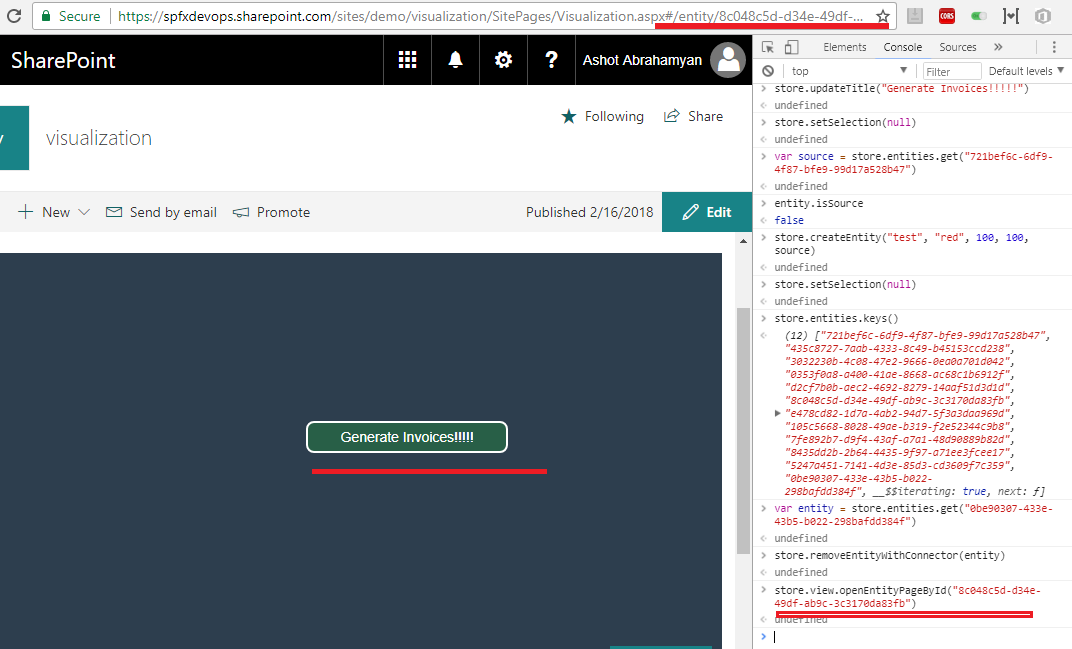 Secure https://spfxdevops.sharepoint.com/sites/demo/visualization/SitePages/Visualization.aspx#/entity/8c048c5d-d34e-49df-...
CORS
SharePoint
?
Ashot Abrahamyan
y
visualization
Following
Share
New
Send by email
Promote
Published 2/16/2018
Edit
Generate Invoices!!!!!
Elements Console Sources »
top
Filter
Default levels
store.updateTitle("Generate Invoices!!!!!")
undefined
store.setSelection(null)
undefined
var source = store.entities.get("721bef6c-6df9-
4f87-bfe9-99d17a528b47")
undefined
entity.isSource
false
store.createEntity("test", "red", 100, 100,
source)
undefined
store.setSelection(null)
undefined
store.entities.keys()
(12) ["721bef6c-6df9-4f87-bfe9-99d17a528b47",
"435c8727-7aab-4333-8c49-b45153ccd238",
"3032230b-4c08-47e2-9666-0ea0a701d042",
"0353f0a8-a400-41ae-8668-ac68c1b6912f",
"d2cf7b0b-aec2-4692-8279-14aaf51d3d1d",
"8c048c5d-d34e-49df-ab9c-3c3170da83fb",
"e478cd82-1d7a-4ab2-94d7-5f3a3daa969d",
"105c5668-8028-49ae-b319-f2e52344c9b8",
"7fe892b7-d9f4-43af-a7a1-48d90889b82d",
"8435dd2b-2b64-4435-9f97-a71ee3fcee17",
"5247a451-7141-4d3e-85d3-cd3609f7c359",
"0be90307-433e-43b5-b022-
298bafdd384f", __$$iterating: true, next: ƒ]
var entity = store.entities.get("0be90307-433e-
43b5-b022-298bafdd384f")
undefined
store.removeEntityWithConnector(entity)
undefined
store.view.openEntityPageById("8c048c5d-d34e-
49df-ab9c-3c3170da83fb")
undefined